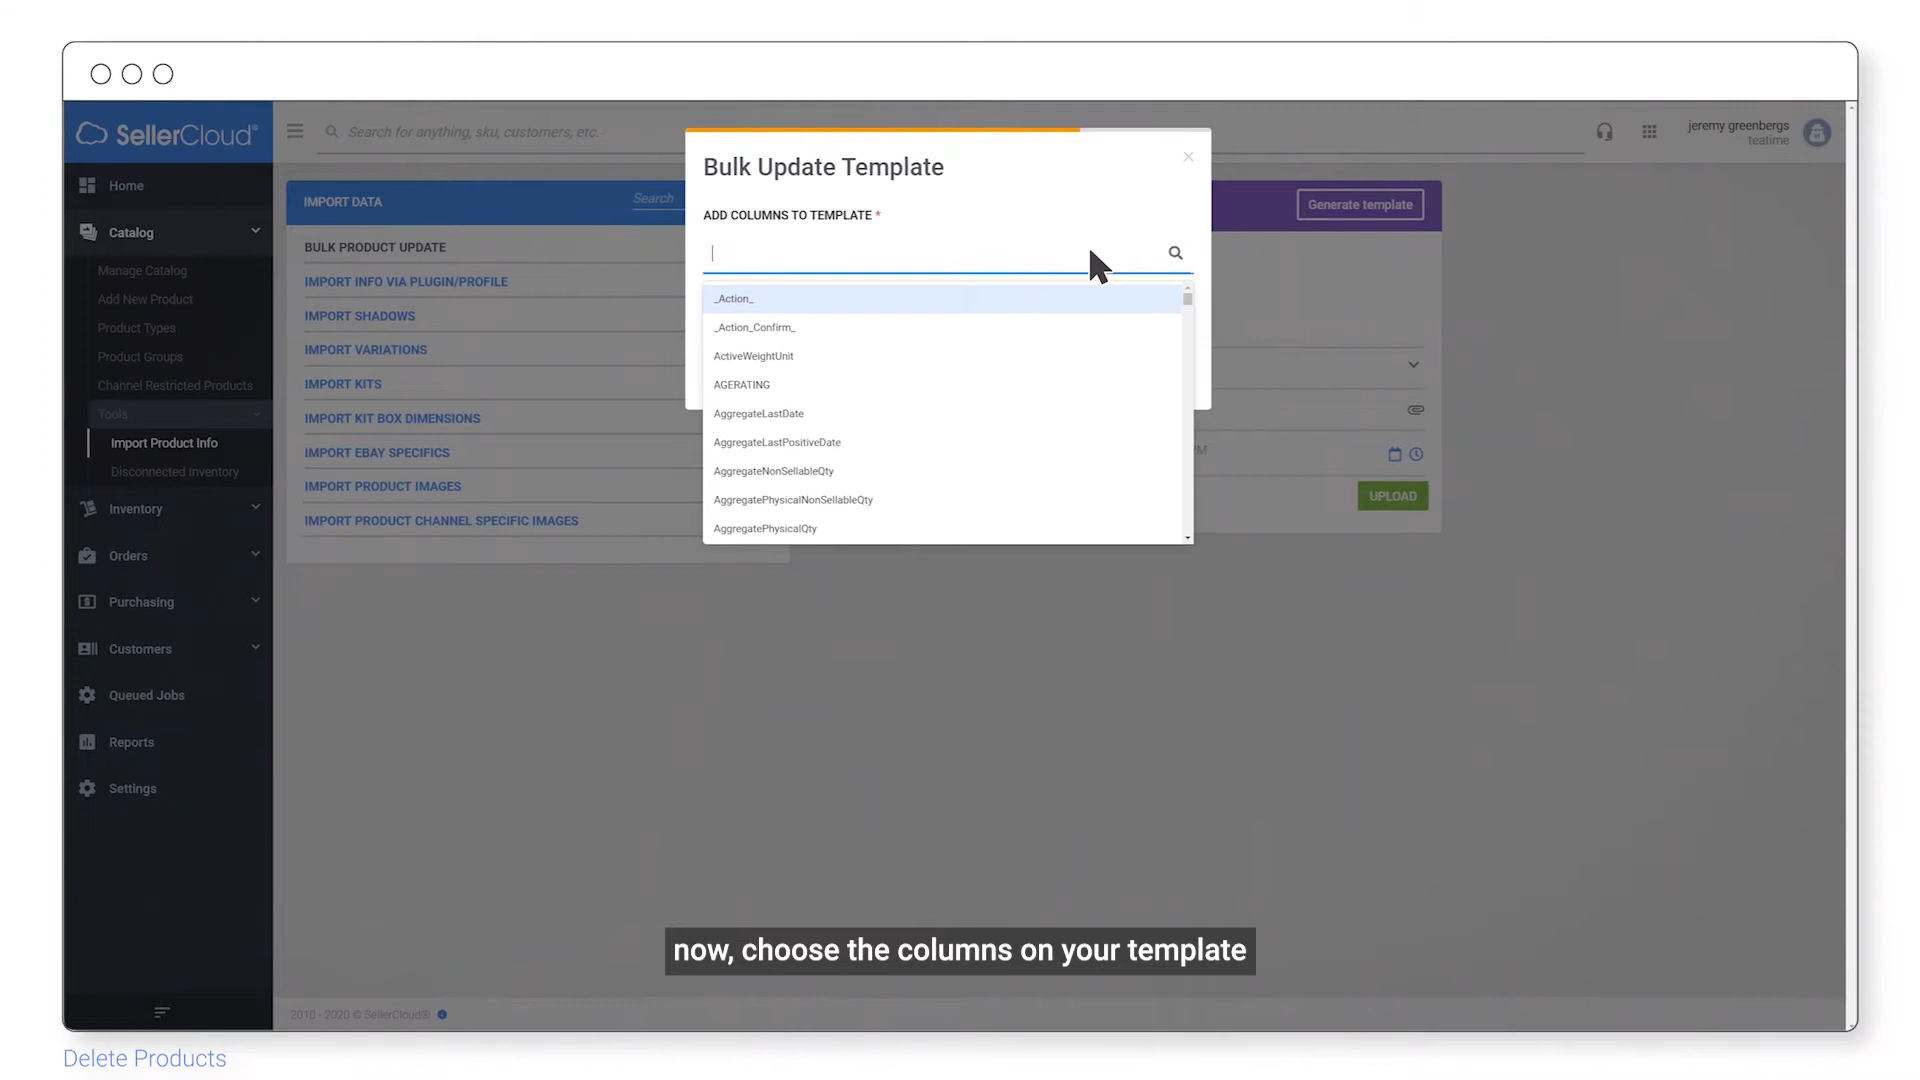 SellerCloud®
Search for anything, sku, customers, etc.
jeremy greenbergs
teatime
Home
Catalog
Manage Catalog
Add New Product
Product Types
Product Groups
Channel Restricted Products
Tools
Import Product Info
Disconnected Inventory
Inventory
Orders
Purchasing
Customers
Queued Jobs
Reports
Settings
IMPORT DATA
Search
BULK PRODUCT UPDATE
IMPORT INFO VIA PLUGIN/PROFILE
IMPORT SHADOWS
IMPORT VARIATIONS
IMPORT KITS
IMPORT KIT BOX DIMENSIONS
IMPORT EBAY SPECIFICS
IMPORT PRODUCT IMAGES
IMPORT PRODUCT CHANNEL SPECIFIC IMAGES
Bulk Update Template
ADD COLUMNS TO TEMPLATE *
_Action_
_Action_Confirm_
ActiveWeightUnit
AGERATING
AggregateLastDate
AggregateLastPositiveDate
AggregateNonSellableQty
AggregatePhysicalNonSellableQty
AggregatePhysicalQty
Generate template
UPLOAD
now, choose the columns on your template
2010 - 2020 © SellerCloud®
Delete Products